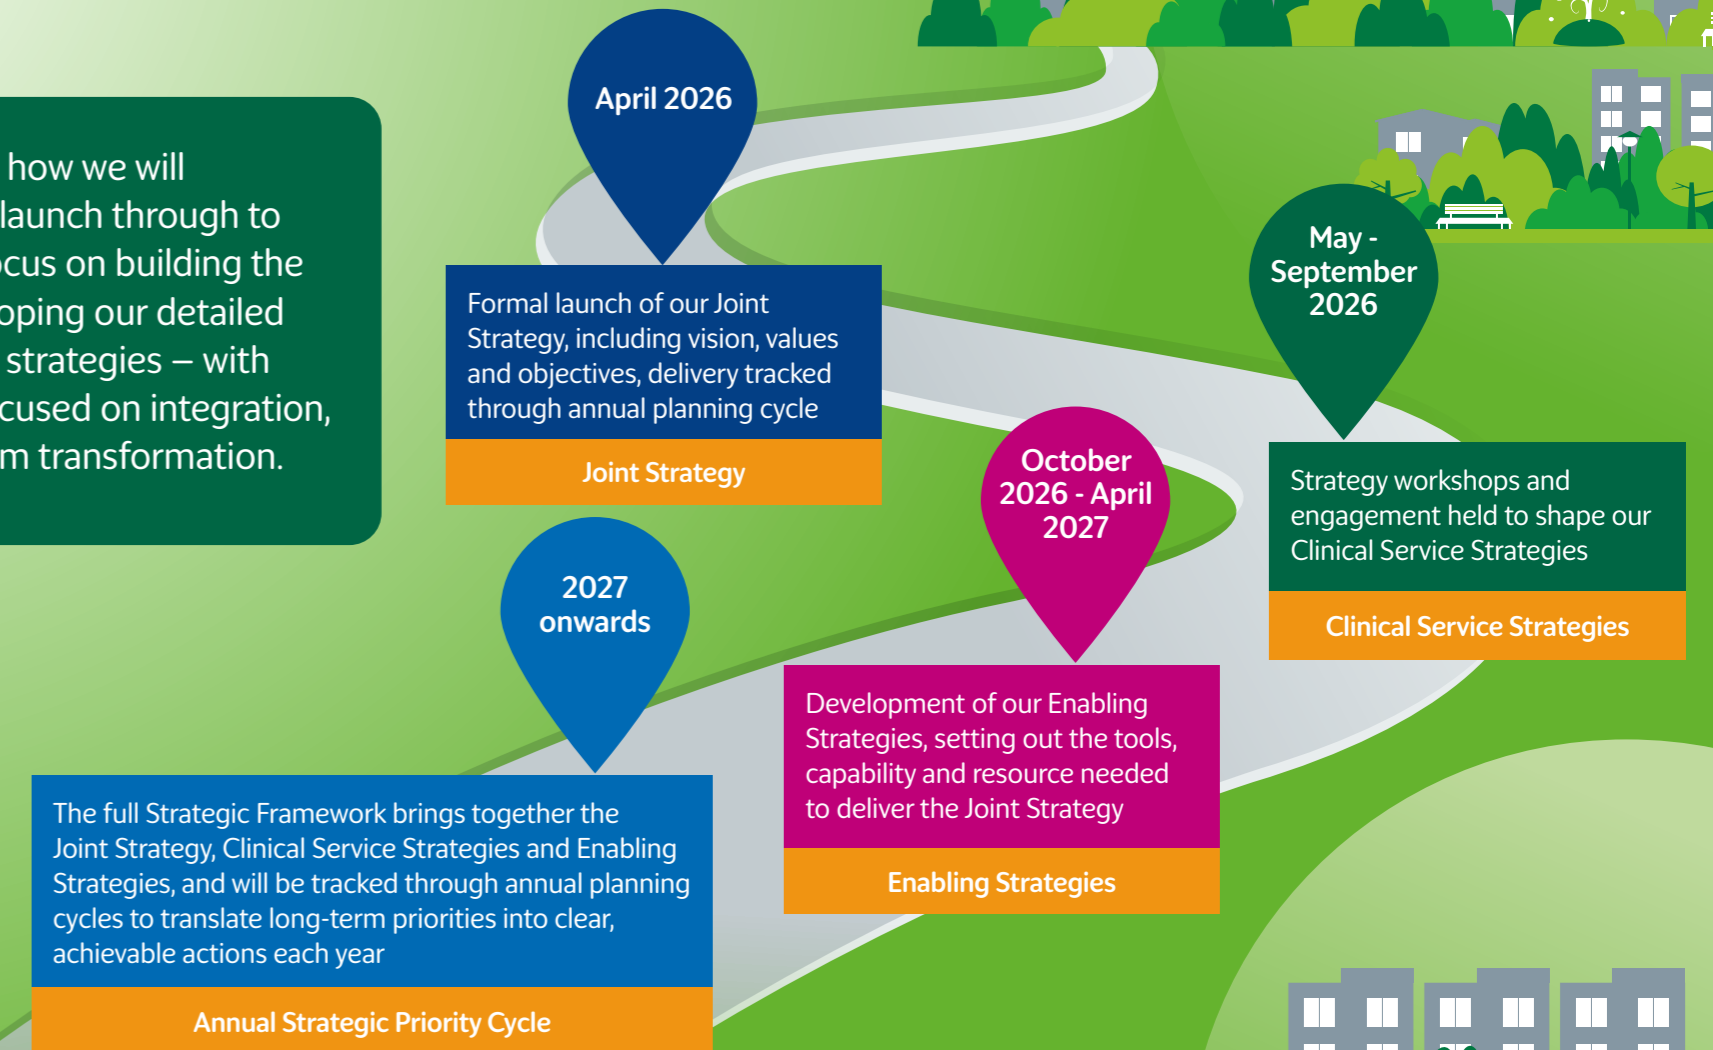 how we will
launch through to
ocus on building the
oping our detailed
strategies – with
cused on integration,
m transformation.
April 2026
Formal launch of our Joint
Strategy, including vision, values
and objectives, delivery tracked
through annual planning cycle
Joint Strategy
May -
September
2026
Strategy workshops and
engagement held to shape our
Clinical Service Strategies
Clinical Service Strategies
October
2026 - April
2027
Development of our Enabling
Strategies, setting out the tools,
capability and resource needed
to deliver the Joint Strategy
Enabling Strategies
2027
onwards
The full Strategic Framework brings together the
Joint Strategy, Clinical Service Strategies and Enabling
Strategies, and will be tracked through annual planning
cycles to translate long-term priorities into clear,
achievable actions each year
Annual Strategic Priority Cycle